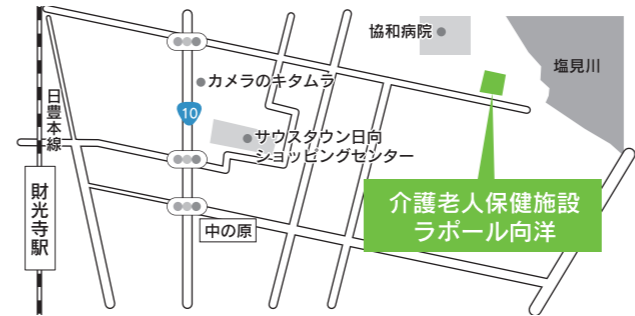 協和病院
塩見川
カメラのキタムラ
日豊本線
10
サウスタウン日向
ショッピングセンター
財光寺駅
介護老人保健施設
ラポール向洋
中の原